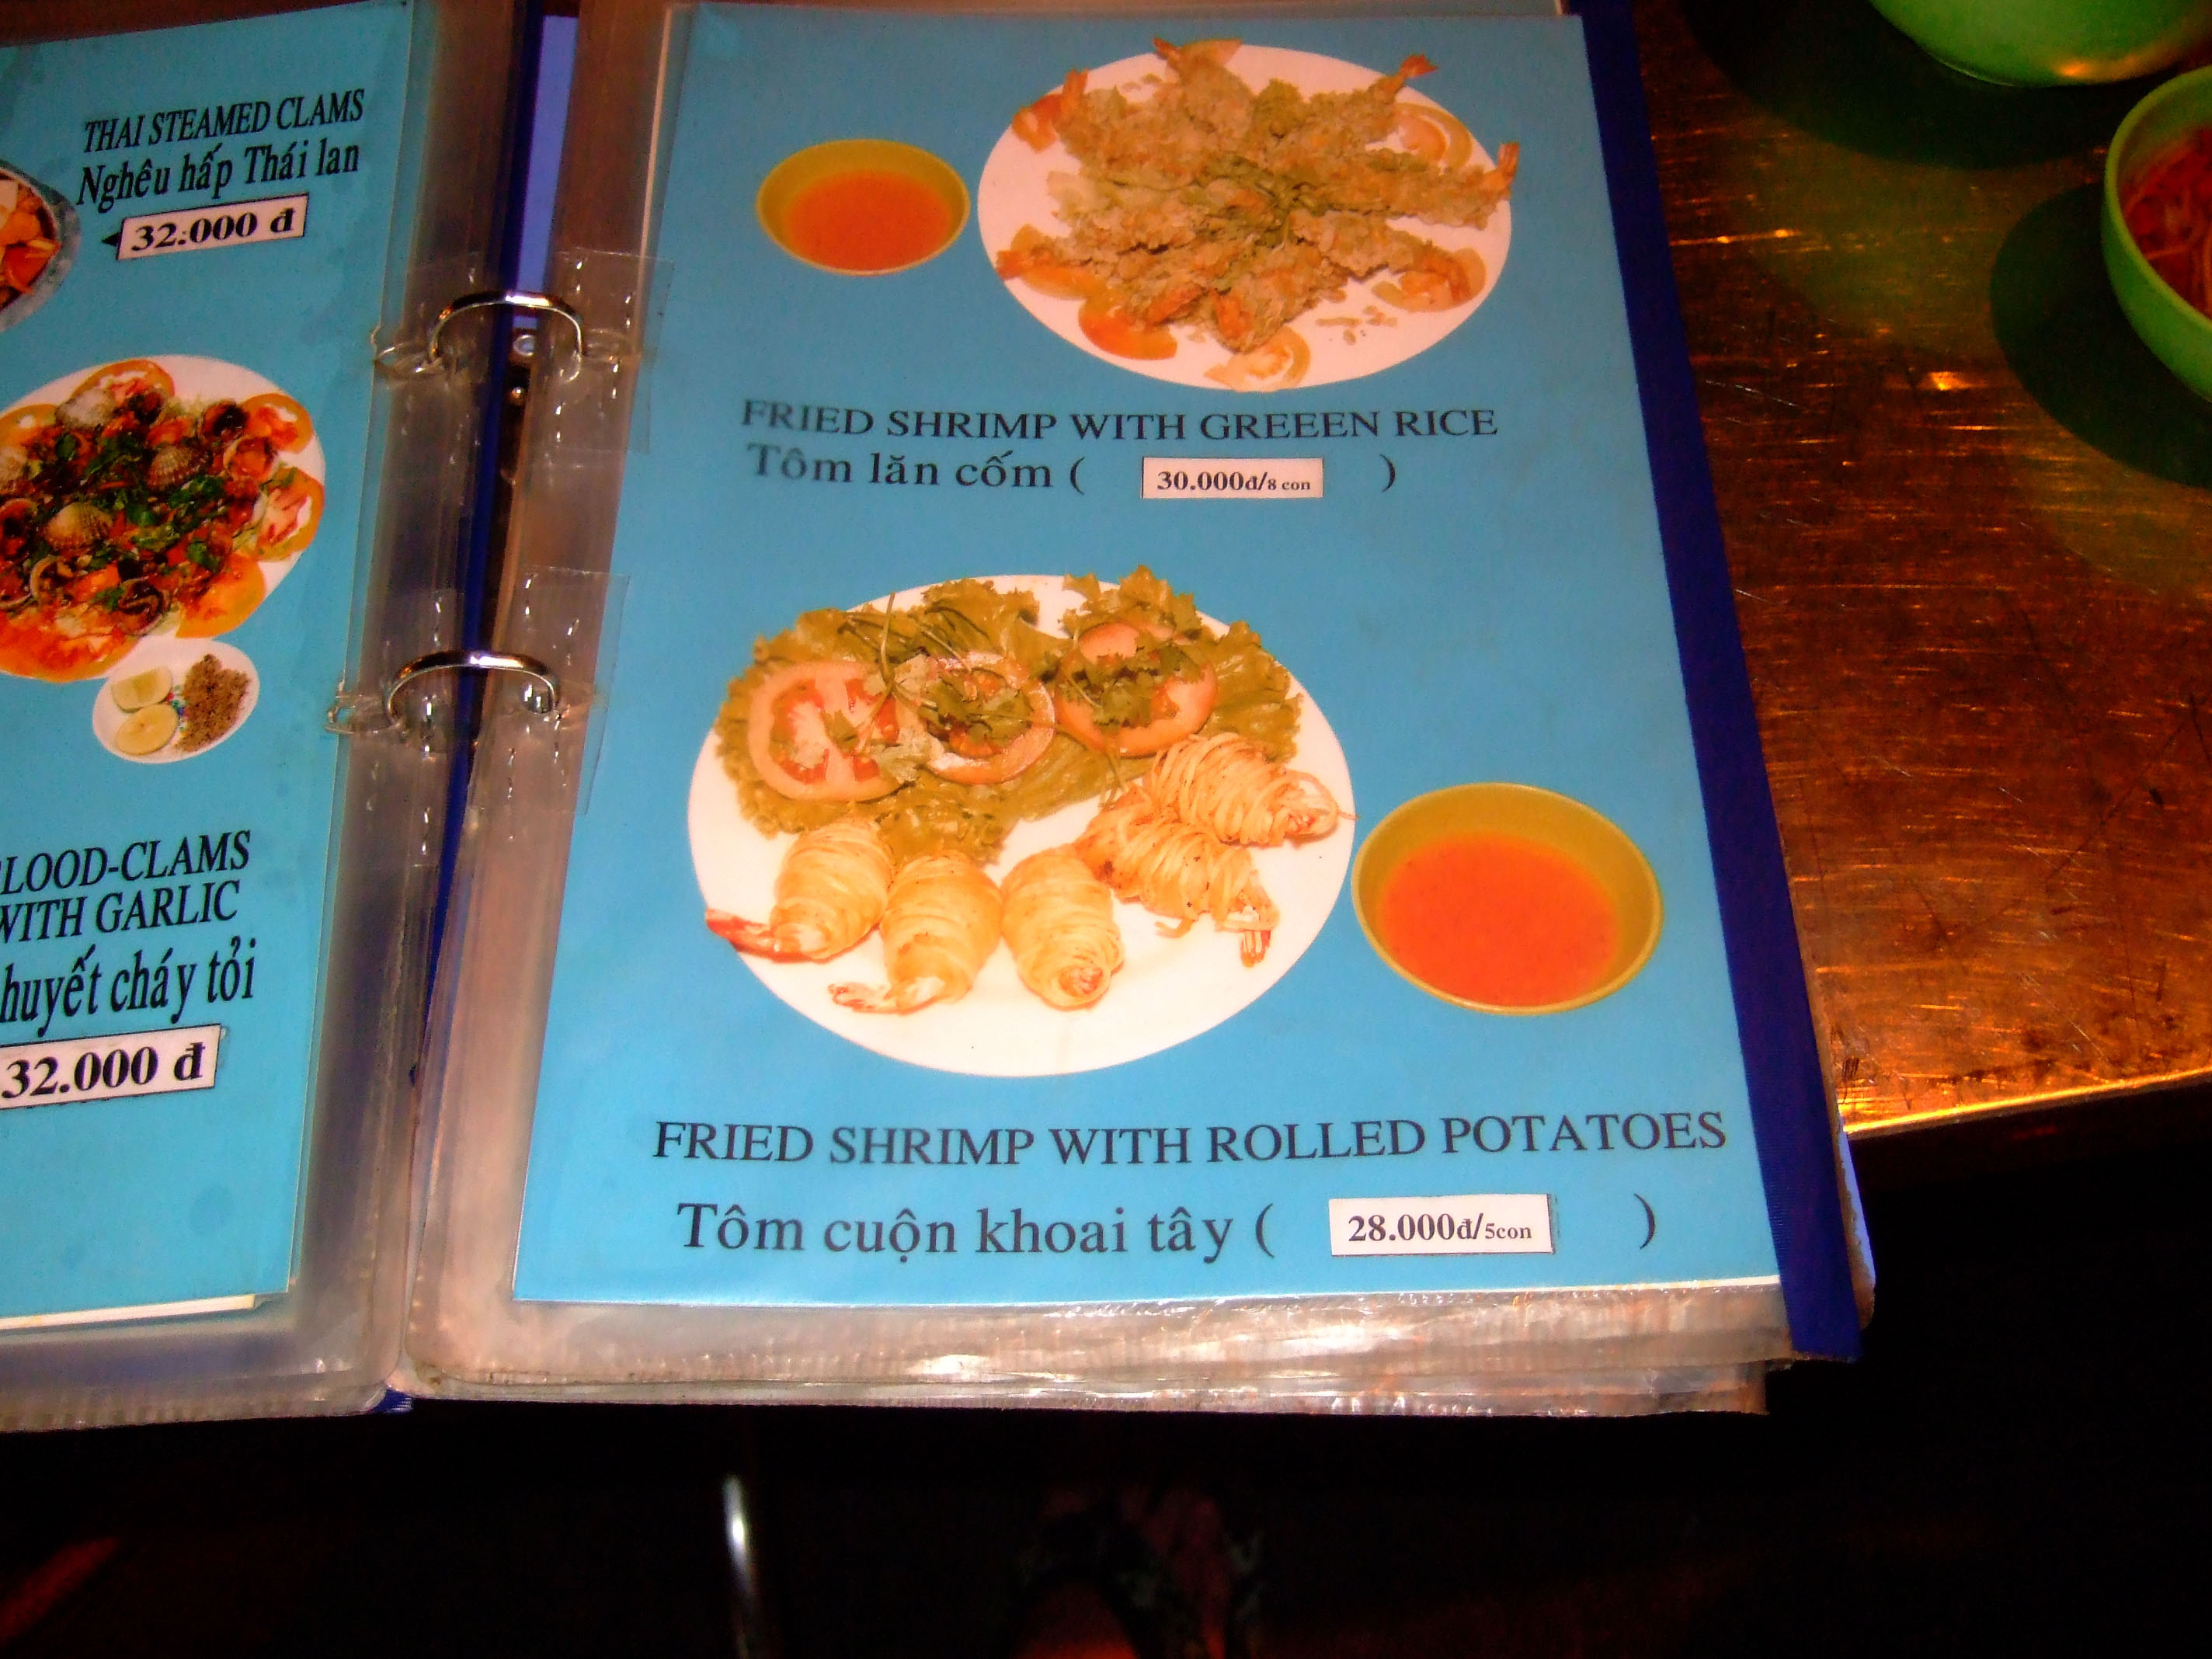 THAI STEAMED CLAMS
Nghêu hấp Thái lan
32.000 đ
LOOD-CLAMS
WITH GARLIC
huyết cháy tỏi
32.000 đ
FRIED SHRIMP WITH GREEEN RICE
Tôm lăn cốm ( 30.000đ/8 con )
FRIED SHRIMP WITH ROLLED POTATOES
Tôm cuộn khoai tây ( 28.000đ/5con )